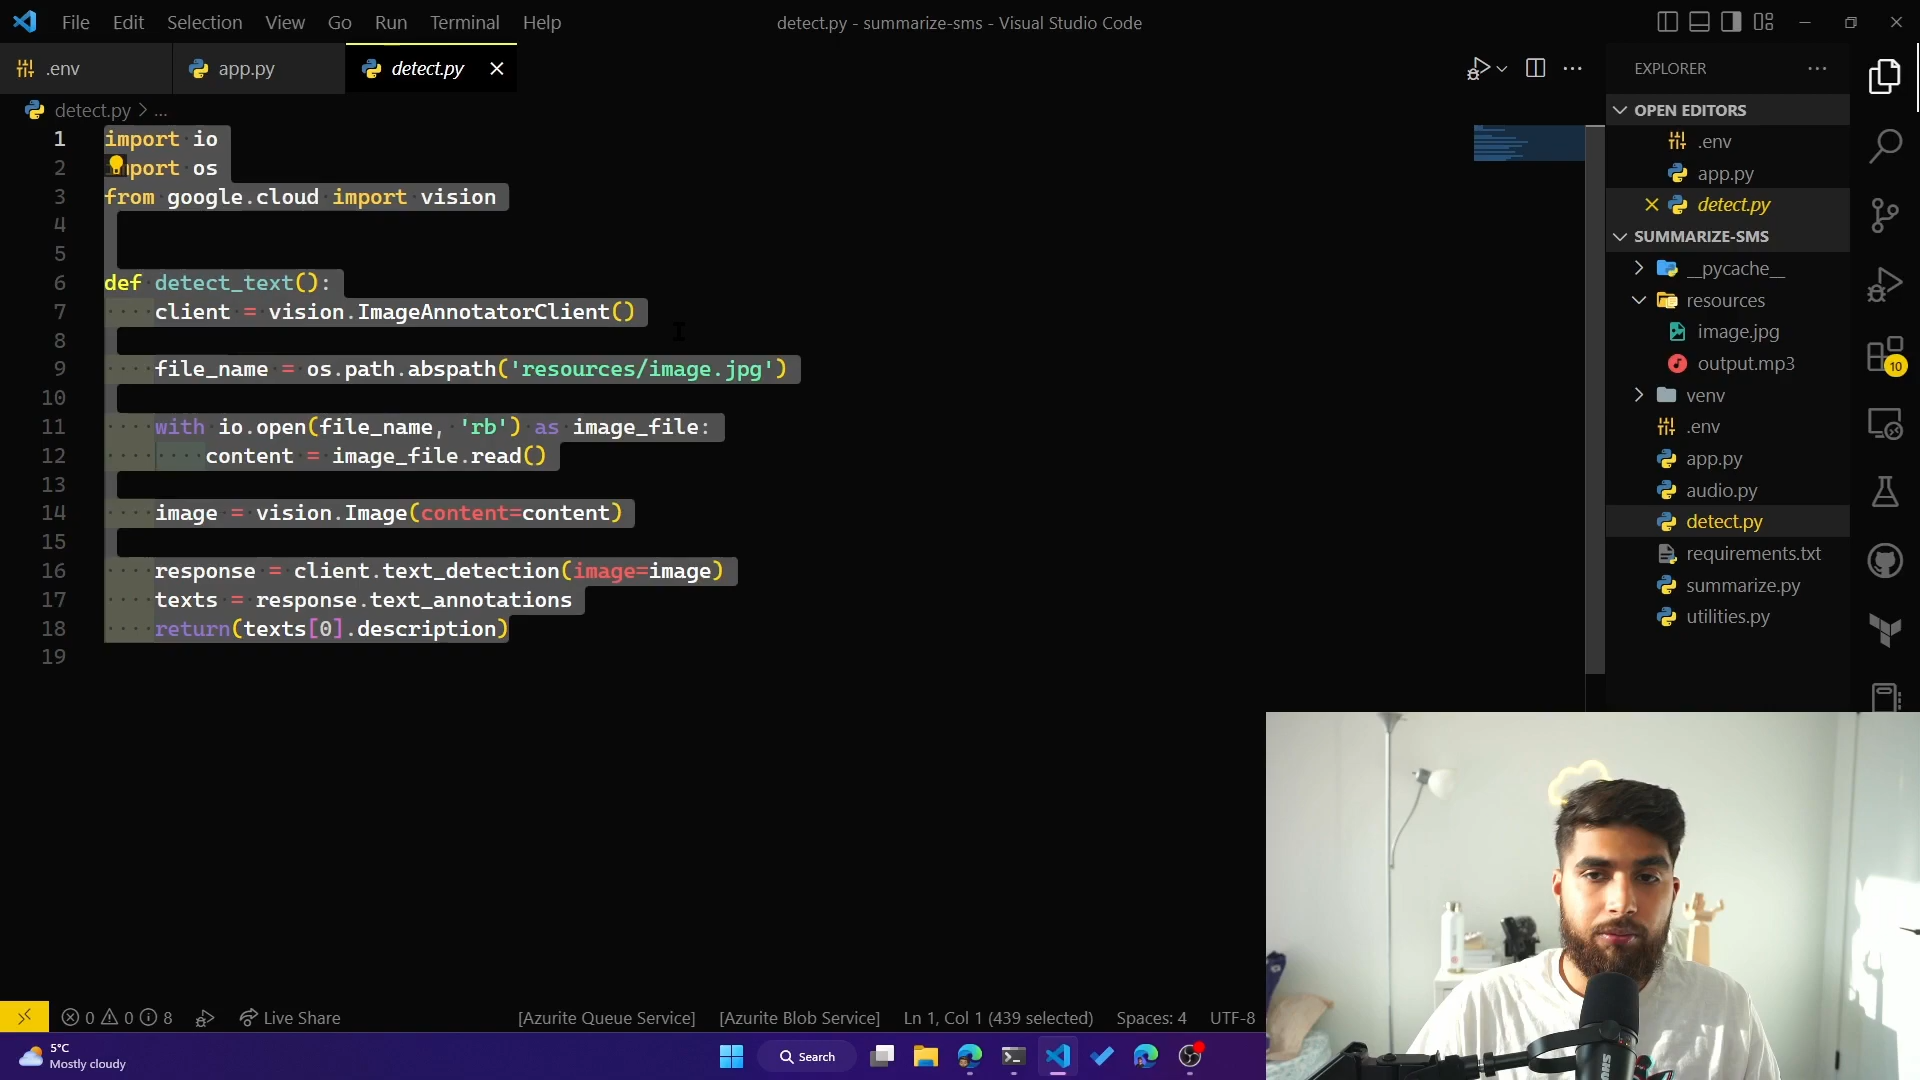 File Edit Selection View Go Run Terminal Help
detect.py - summarize-sms - Visual Studio Code
.env app.py detect.py
detect.py > ...
1 import io
2 import os
3 from google.cloud import vision
4
5
6 def detect_text():
7 client = vision.ImageAnnotatorClient()
8
9 file_name = os.path.abspath('resources/image.jpg')
10
11 with io.open(file_name, 'rb') as image_file:
12 content = image_file.read()
13
14 image = vision.Image(content=content)
15
16 response = client.text_detection(image=image)
17 texts = response.text_annotations
18 return(texts[0].description)
19
EXPLORER
OPEN EDITORS
.env
app.py
detect.py
SUMMARIZE-SMS
__pycache__
resources
image.jpg
output.mp3
venv
.env
app.py
audio.py
detect.py
requirements.txt
summarize.py
utilities.py
10
0 0 8 Live Share [Azurite Queue Service] [Azurite Blob Service] Ln 1, Col 1 (439 selected) Spaces: 4 UTF-8
5°C
Mostly cloudy
Search